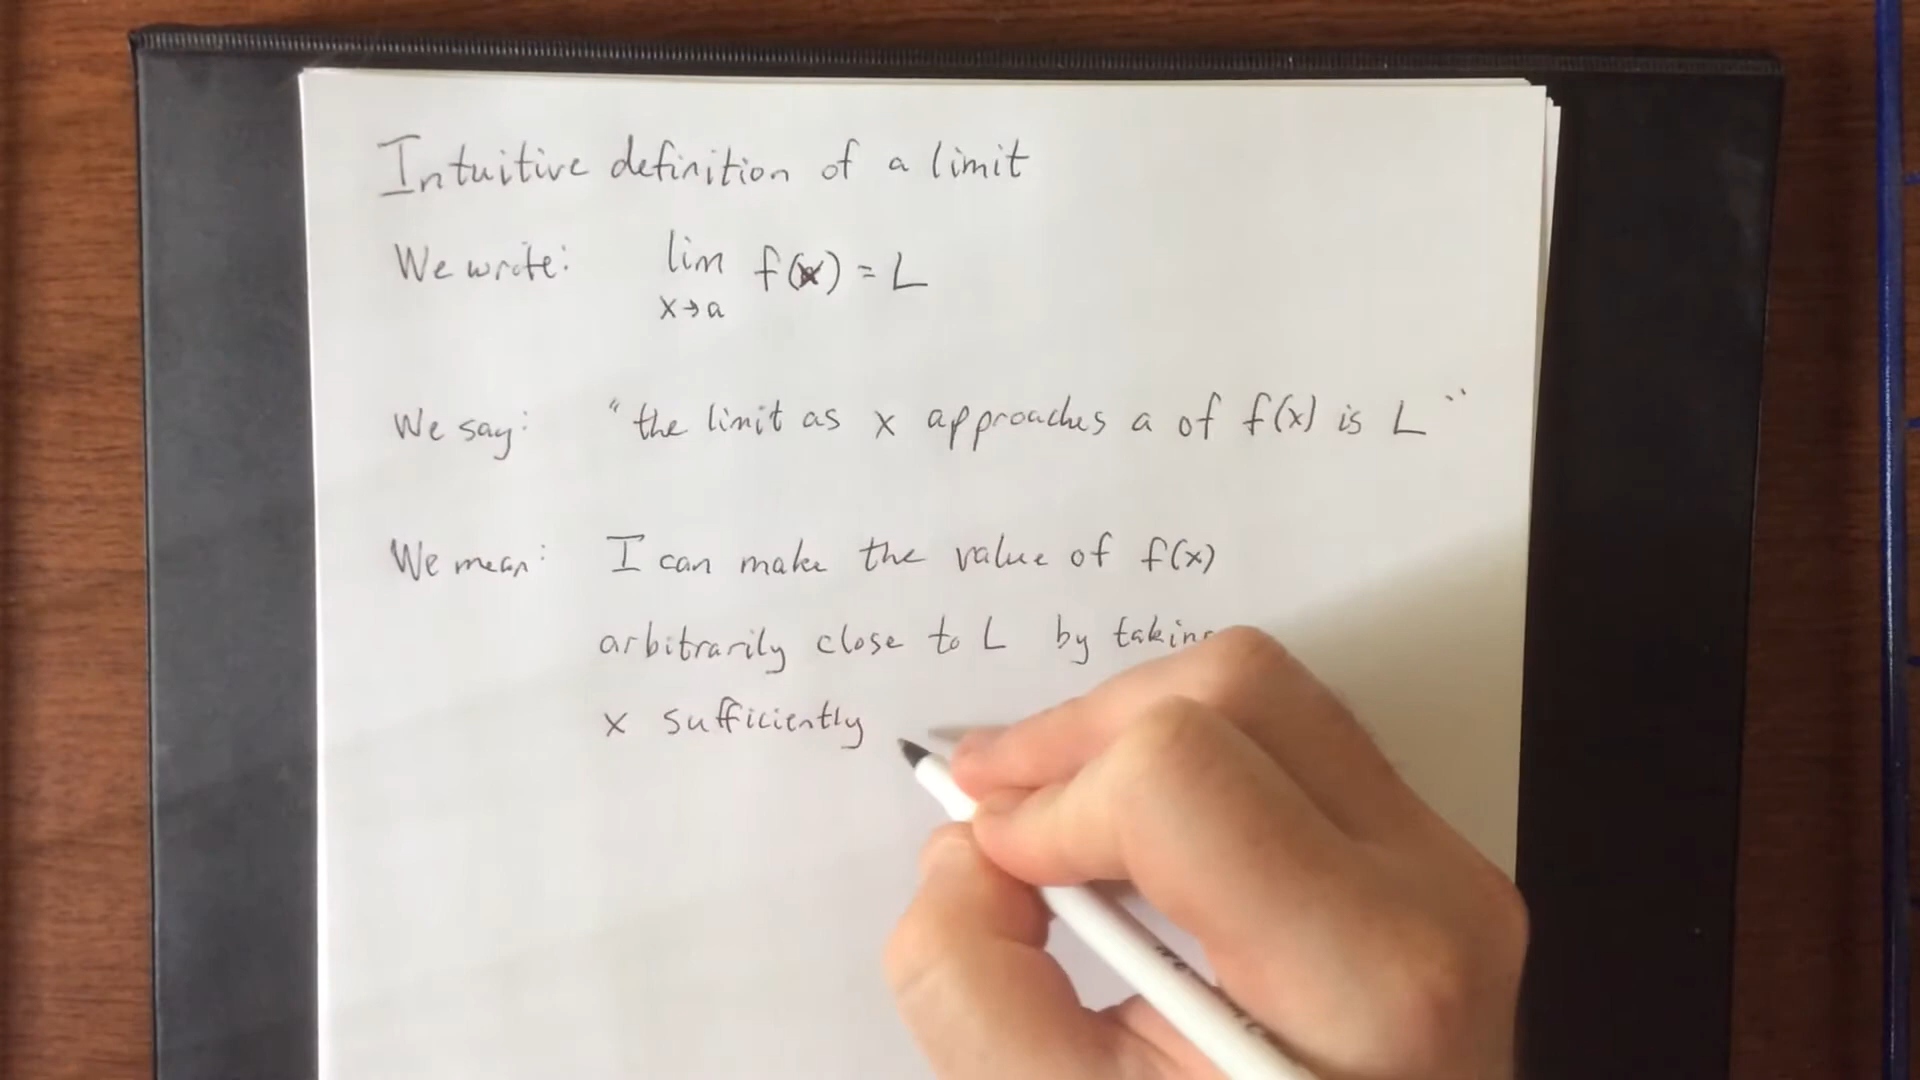 Intuitive definition of a limit
We write: lim f(x) = L
x→a
We say: "the limit as x approaches a of f(x) is L"
We mean: I can make the value of f(x)
arbitrarily close to L by taking
x sufficiently